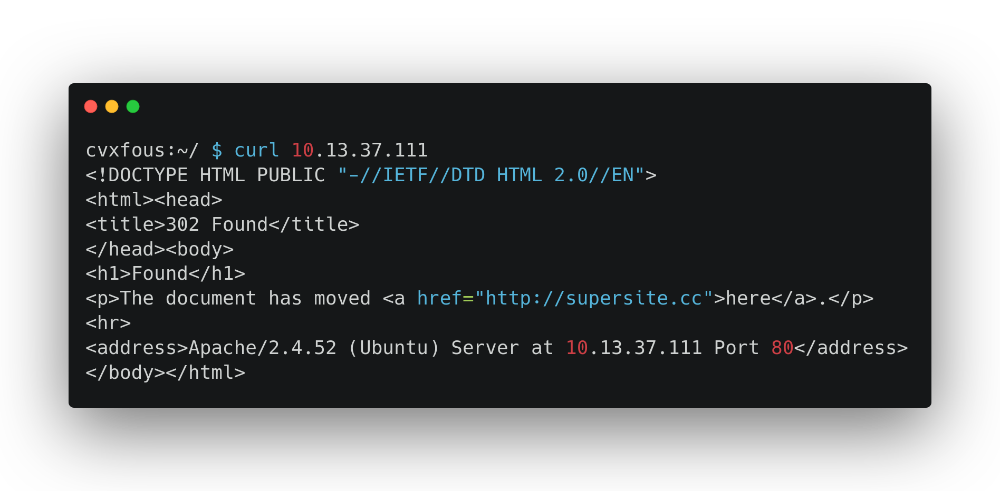 cvxfous:~/ $ curl 10.13.37.111
<!DOCTYPE HTML PUBLIC "-//IETF//DTD HTML 2.0//EN">
<html><head>
<title>302 Found</title>
</head><body>
<h1>Found</h1>
<p>The document has moved <a href="http://supersite.cc">here</a>.</p>
<hr>
<address>Apache/2.4.52 (Ubuntu) Server at 10.13.37.111 Port 80</address>
</body></html>